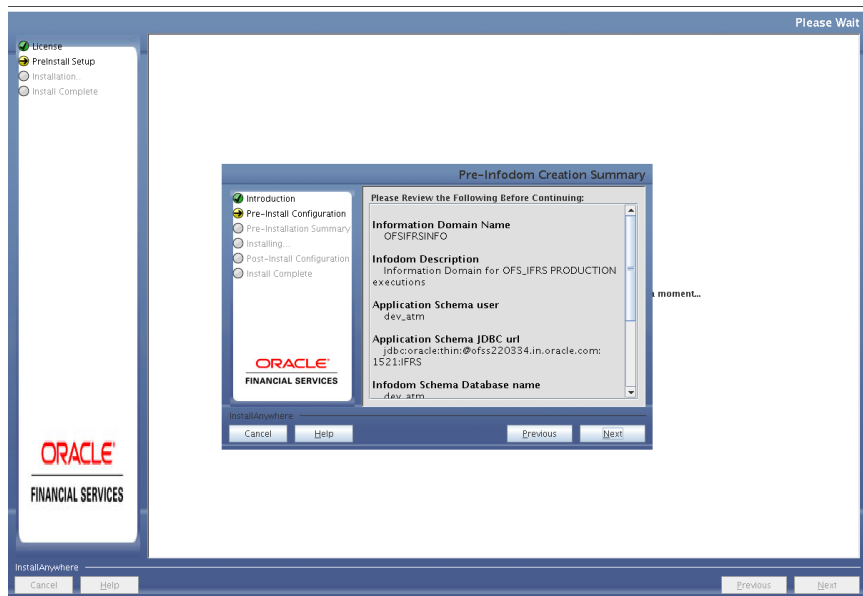 Please Wait
License
PreInstall Setup
Installation..
Install Complete
Pre-Infodom Creation Summary
Introduction
Pre-Install Configuration
Pre-Installation Summary
Installing...
Post-Install Configuration
Install Complete
Please Review the Following Before Continuing:
Information Domain Name
OFSIFRSINFO
Infodom Description
Information Domain for OFS_IFRS PRODUCTION
executions
Application Schema user
dev_atm
Application Schema JDBC url
jdbc:oracle:thin:@ofss220334.in.oracle.com:
1521:IFRS
Infodom Schema Database name
dev_atm
moment...
ORACLE
FINANCIAL SERVICES
InstallAnywhere
Cancel
Help
Previous
Next
ORACLE
FINANCIAL SERVICES
InstallAnywhere
Cancel
Help
Previous
Next